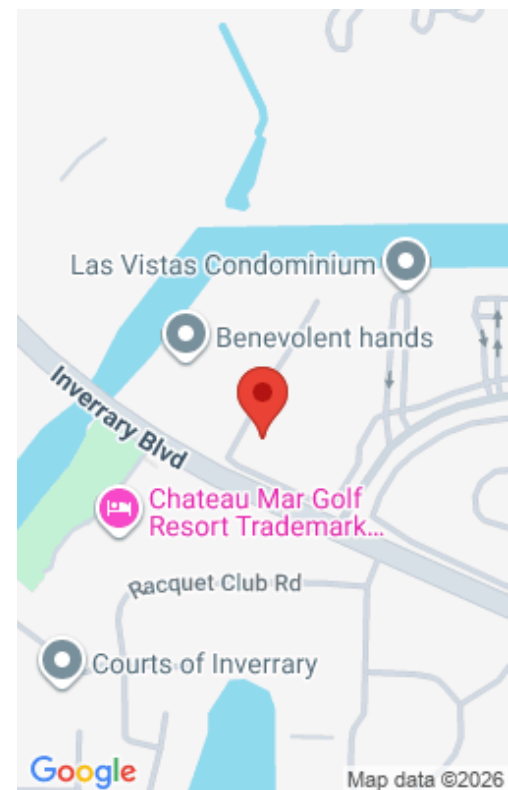 Las Vistas Condominium
Benevolent hands
Inverrary Blvd
Chateau Mar Golf
Resort Trademark...
Racquet Club Rd
Courts of Inverrary
Google
Map data ©2026